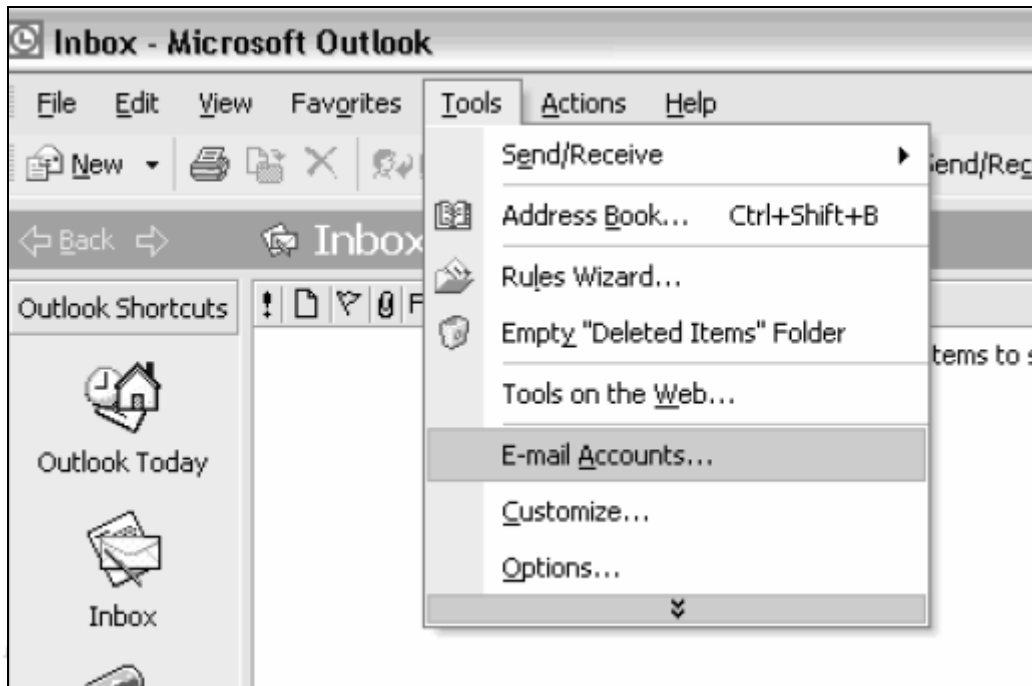 Inbox - Microsoft Outlook
File Edit View Favorites Tools Actions Help
New
Send/Receive
Back
Inbox
Address Book... Ctrl+Shift+B
Outlook Shortcuts
Rules Wizard...
Empty "Deleted Items" Folder
Tools on the Web...
Outlook Today
E-mail Accounts...
Customize...
Options...
Inbox